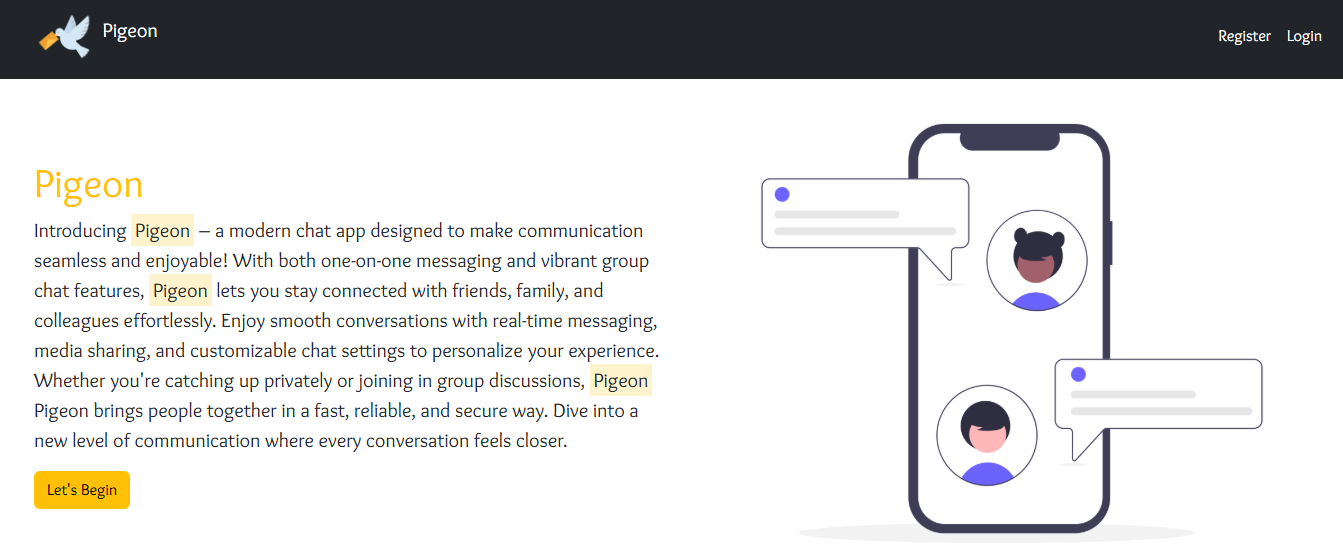 Pigeon
Register Login
Pigeon
Introducing Pigeon – a modern chat app designed to make communication
seamless and enjoyable! With both one-on-one messaging and vibrant group
chat features, Pigeon lets you stay connected with friends, family, and
colleagues effortlessly. Enjoy smooth conversations with real-time messaging,
media sharing, and customizable chat settings to personalize your experience.
Whether you're catching up privately or joining in group discussions, Pigeon
Pigeon brings people together in a fast, reliable, and secure way. Dive into a
new level of communication where every conversation feels closer.
Let's Begin